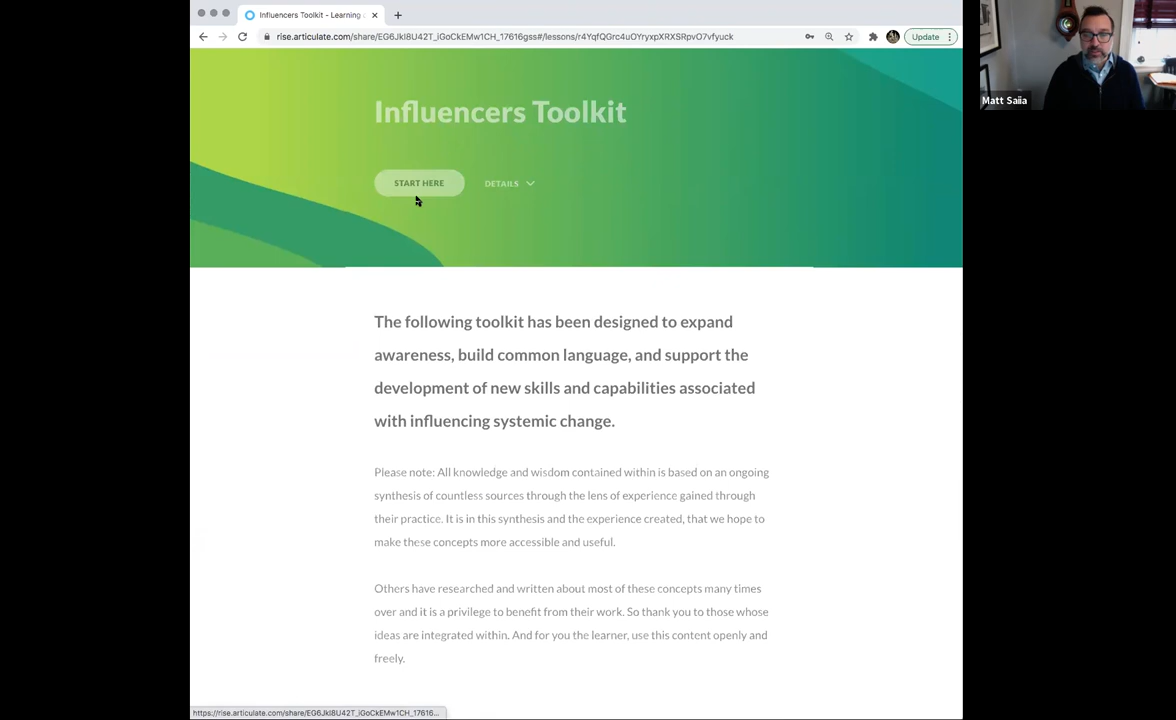 Influencers Toolkit - Learning
rise.articulate.com/share/EG6JkI8U42T_iGoCkEMw1CH_17616gss#/lessons/r4YqfQGrc4uOYryxpXRXSRpvO7vfyuck
Update
Matt Saiia
Influencers Toolkit
START HERE
DETAILS
The following toolkit has been designed to expand
awareness, build common language, and support the
development of new skills and capabilities associated
with influencing systemic change.
Please note: All knowledge and wisdom contained within is based on an ongoing
synthesis of countless sources through the lens of experience gained through
their practice. It is in this synthesis and the experience created, that we hope to
make these concepts more accessible and useful.
Others have researched and written about most of these concepts many times
over and it is a privilege to benefit from their work. So thank you to those whose
ideas are integrated within. And for you the learner, use this content openly and
freely.
https://rise.articulate.com/share/EG6JkI8U42T_iGoCkEMw1CH_17616...